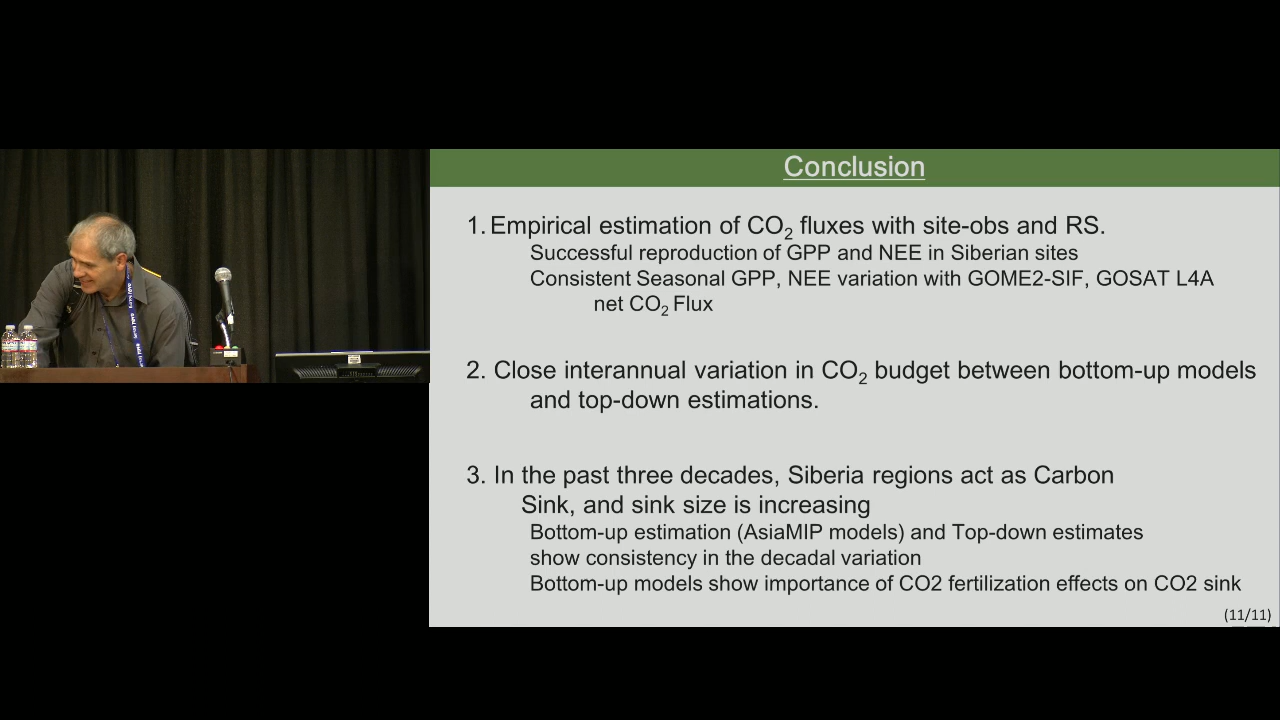 Conclusion
1. Empirical estimation of CO2 fluxes with site-obs and RS.
Successful reproduction of GPP and NEE in Siberian sites
Consistent Seasonal GPP, NEE variation with GOME2-SIF, GOSAT L4A
net CO2 Flux
2. Close interannual variation in CO2 budget between bottom-up models
and top-down estimations.
3. In the past three decades, Siberia regions act as Carbon
Sink, and sink size is increasing
Bottom-up estimation (AsiaMIP models) and Top-down estimates
show consistency in the decadal variation
Bottom-up models show importance of CO2 fertilization effects on CO2 sink
(11/11)